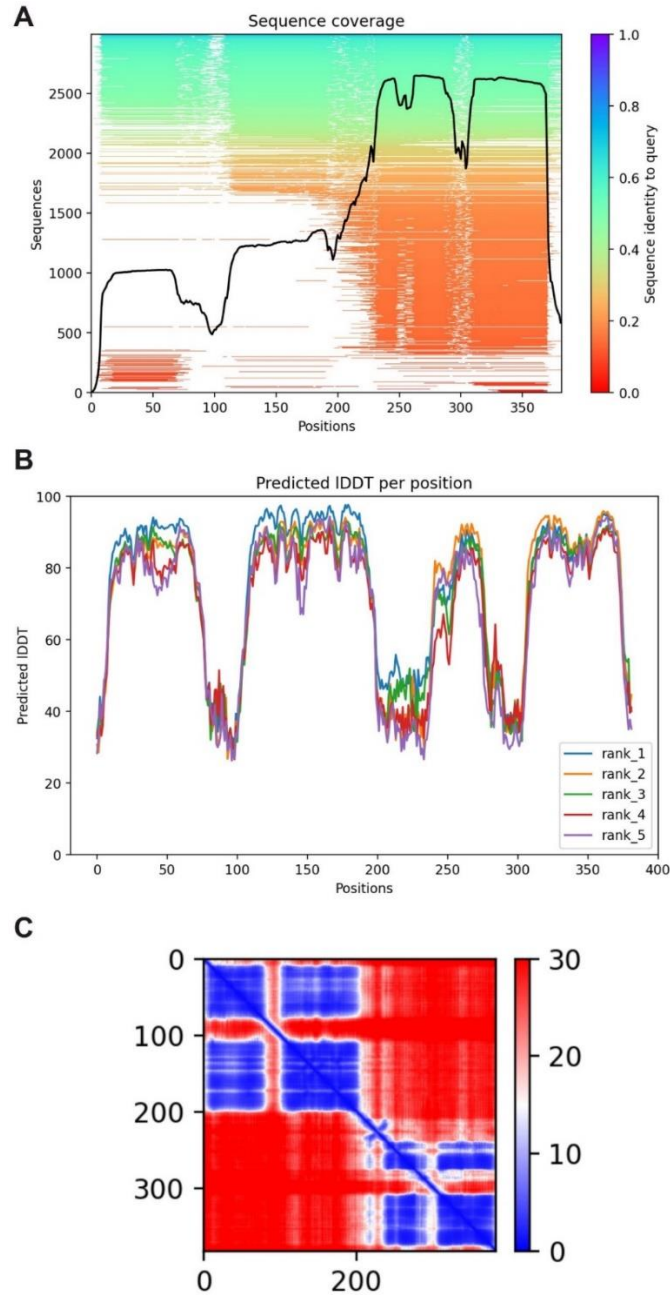 A
Sequence coverage
2500
2000
1500
1000
500
0
Sequences
0 50 100 150 200 250 300 350
Positions
1.0
0.8
0.6
0.4
0.2
0.0
Sequence identity to query
B
Predicted lDDT per position
100
80
60
40
20
0
Predicted lDDT
rank_1
rank_2
rank_3
rank_4
rank_5
0 50 100 150 200 250 300 350 400
Positions
C
0
100
200
300
0 200
30
20
10
0